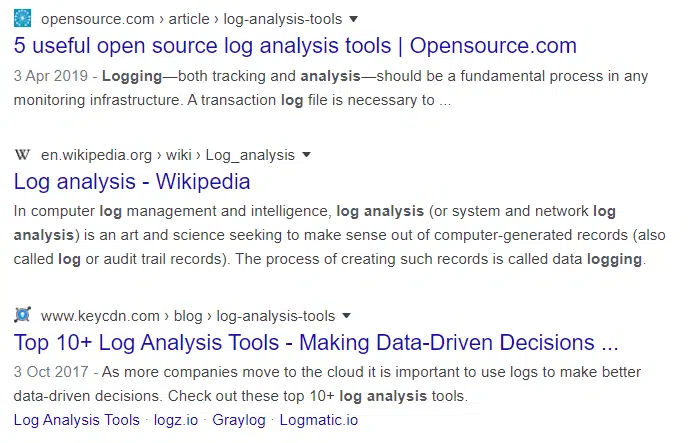 opensource.com › article › log-analysis-tools
5 useful open source log analysis tools | Opensource.com
3 Apr 2019 - Logging—both tracking and analysis—should be a fundamental process in any
monitoring infrastructure. A transaction log file is necessary to ...
W en.wikipedia.org › wiki › Log_analysis
Log analysis - Wikipedia
In computer log management and intelligence, log analysis (or system and network log
analysis) is an art and science seeking to make sense out of computer-generated records (also
called log or audit trail records). The process of creating such records is called data logging.
www.keycdn.com › blog › log-analysis-tools
Top 10+ Log Analysis Tools - Making Data-Driven Decisions ...
3 Oct 2017 - As more companies move to the cloud it is important to use logs to make better
data-driven decisions. Check out these top 10+ log analysis tools.
Log Analysis Tools · logz.io · Graylog · Logmatic.io